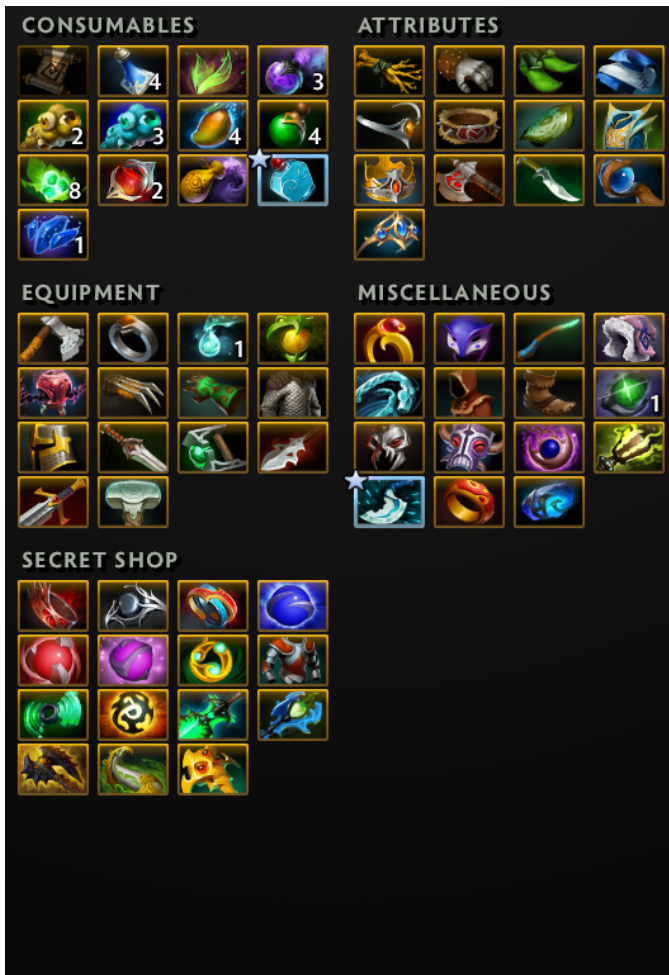 CONSUMABLES
4
3
2
3
4
4
8
2
1
ATTRIBUTES
EQUIPMENT
1
MISCELLANEOUS
1
SECRET SHOP